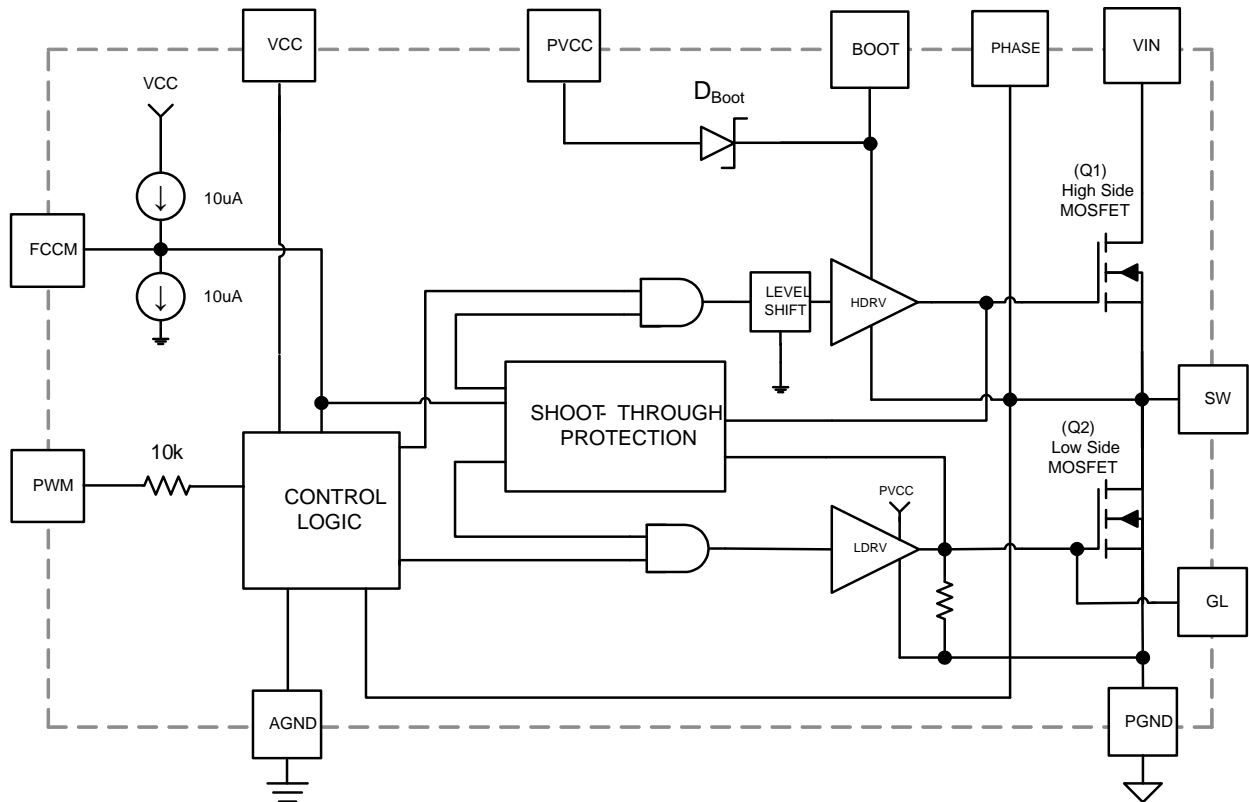 VCC
PVCC
BOOT
PHASE
VIN
VCC
DBoot
10uA
(Q1)
High Side
MOSFET
FCCM
10uA
LEVEL
SHIFT
HDRV
SHOOT- THROUGH
PROTECTION
SW
(Q2)
Low Side
MOSFET
10k
PWM
CONTROL
LOGIC
PVCC
LDRV
GL
AGND
PGND